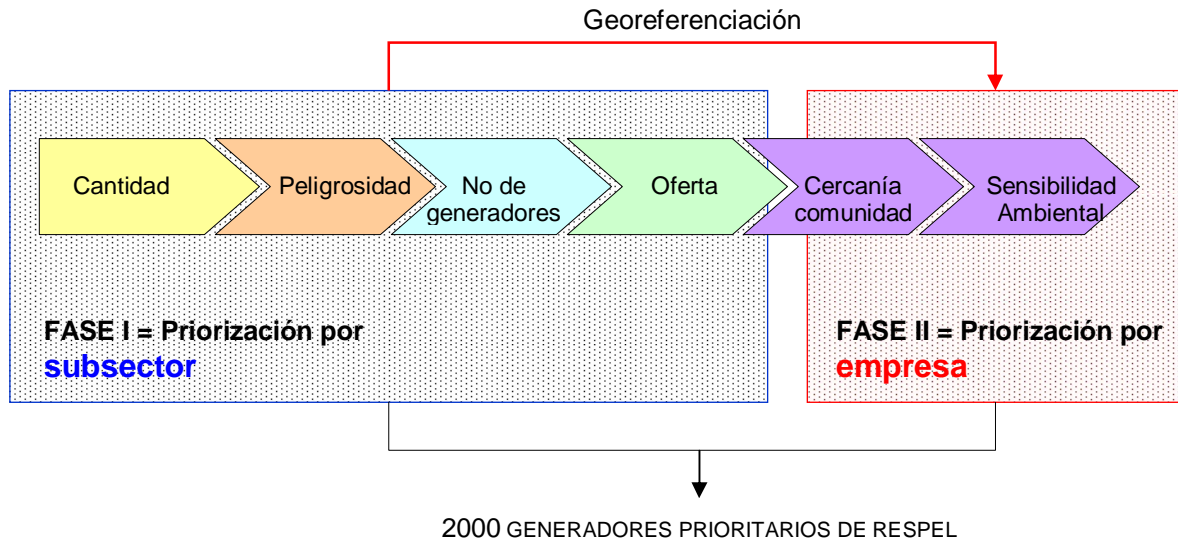 Georeferenciación
Cantidad
Peligrosidad
No de
generadores
Oferta
Cercanía
comunidad
Sensibilidad
Ambiental
FASE I = Priorización por
subsector
FASE II = Priorización por
empresa
2000 GENERADORES PRIORITARIOS DE RESPEL